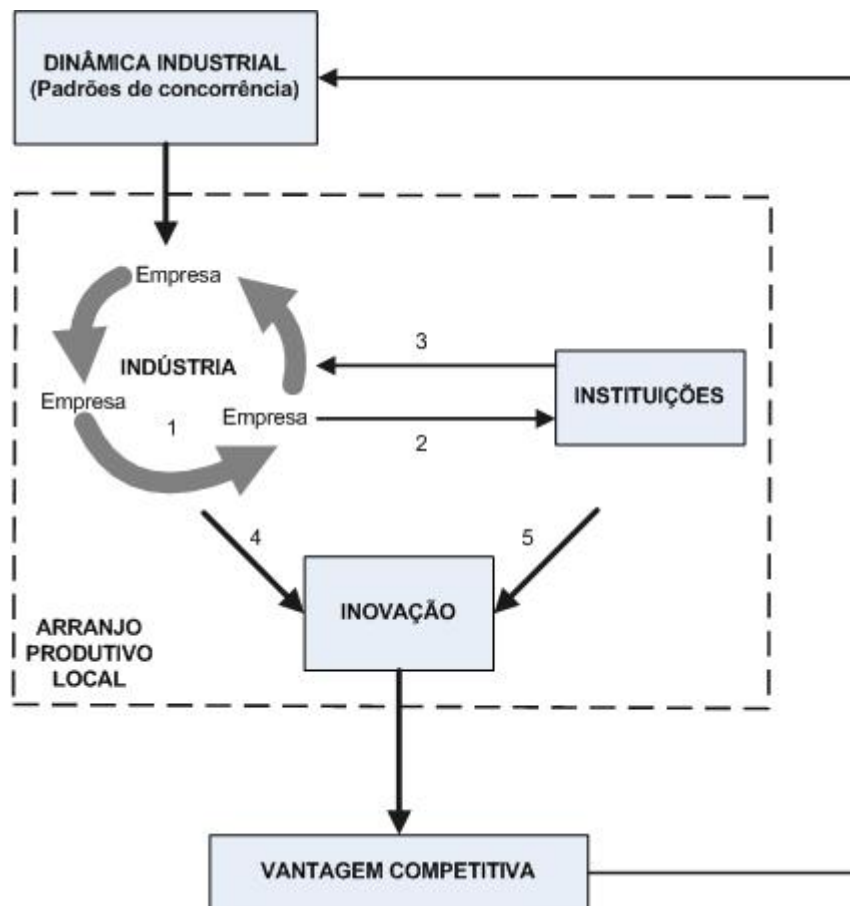 DINÂMICA INDUSTRIAL
(Padrões de concorrência)
Empresa
3
INDÚSTRIA
INSTITUIÇÕES
Empresa
Empresa
1
2
4
5
INOVAÇÃO
ARRANJO
PRODUTIVO
LOCAL
VANTAGEM COMPETITIVA